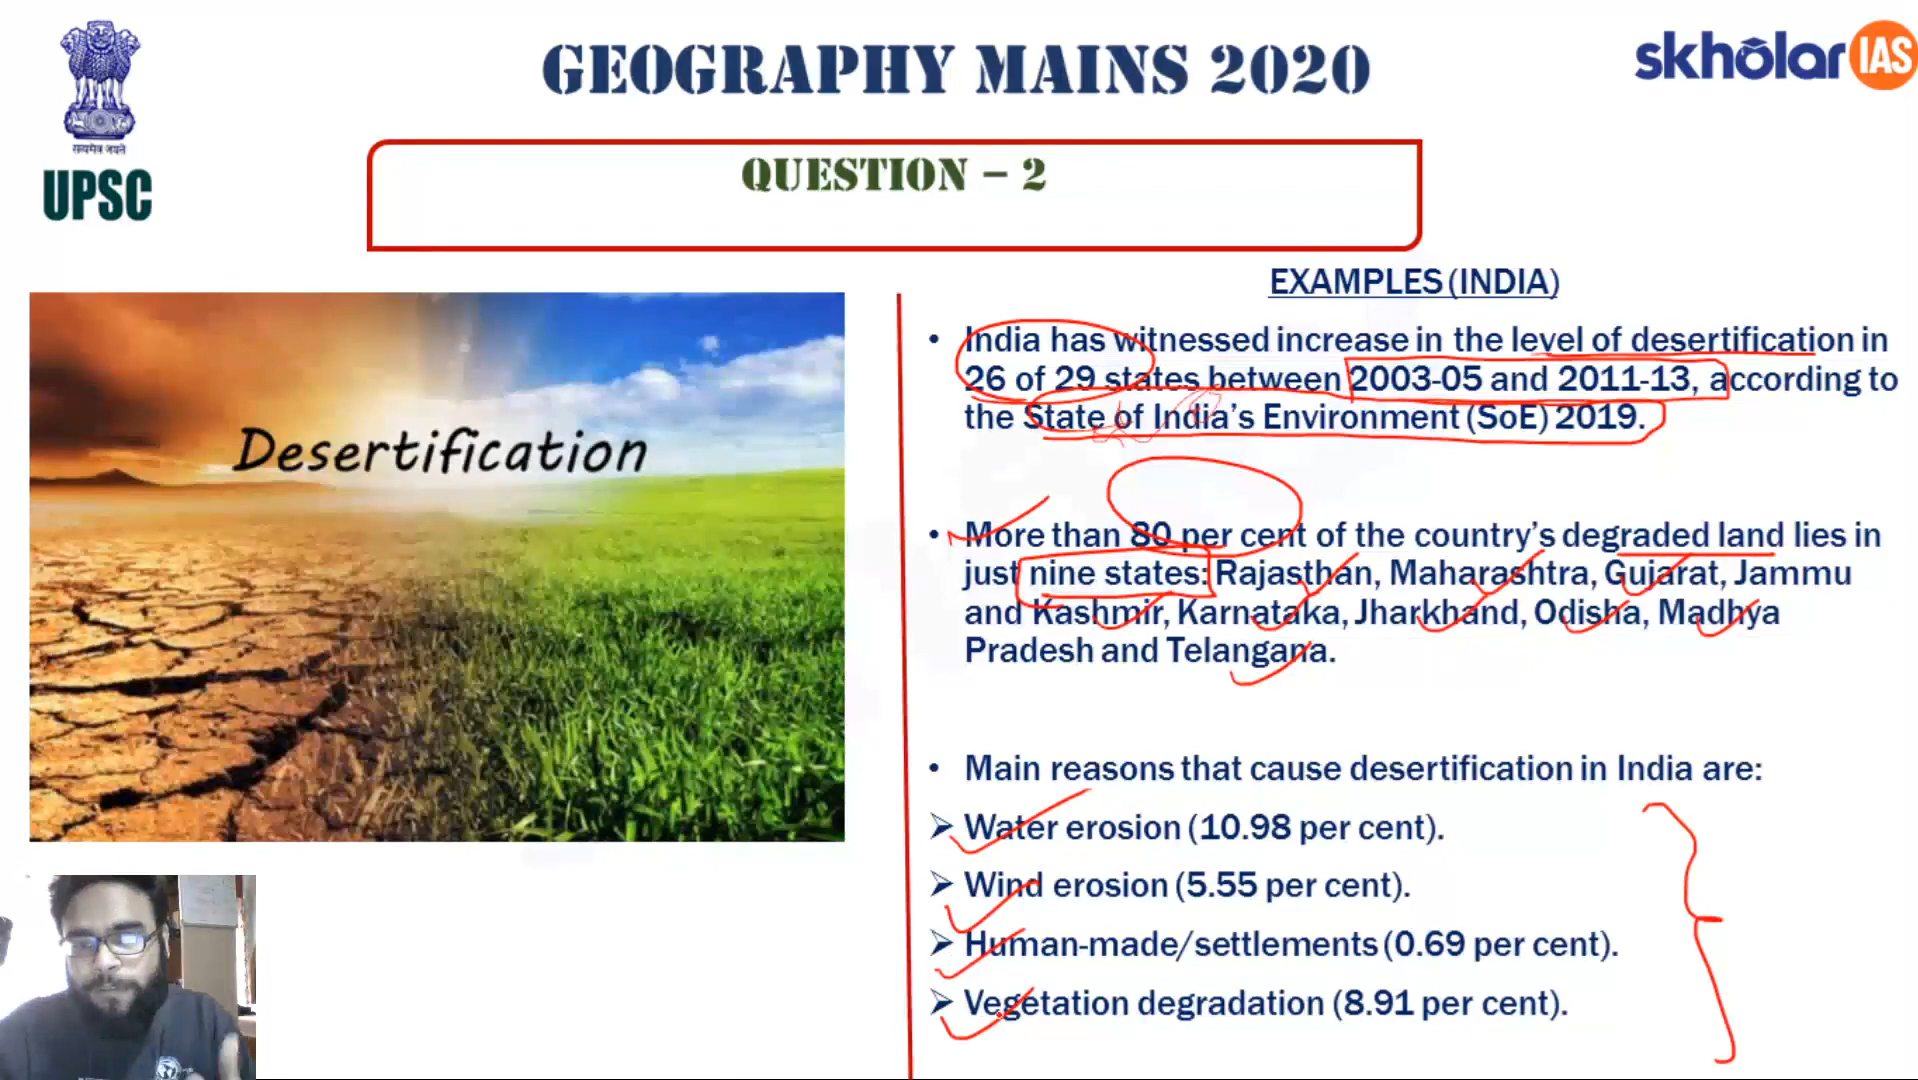 GEOGRAPHY MAINS 2020
skholar IAS
सत्यमेव जयते
UPSC
QUESTION – 2
Desertification
EXAMPLES (INDIA)
• India has witnessed increase in the level of desertification in
26 of 29 states between 2003-05 and 2011-13, according to
the State of India's Environment (SoE) 2019.
• More than 80 per cent of the country's degraded land lies in
just nine states: Rajasthan, Maharashtra, Gujarat, Jammu
and Kashmir, Karnataka, Jharkhand, Odisha, Madhya
Pradesh and Telangana.
• Main reasons that cause desertification in India are:
➢ Water erosion (10.98 per cent).
➢ Wind erosion (5.55 per cent).
➢ Human-made/settlements (0.69 per cent).
➢ Vegetation degradation (8.91 per cent).